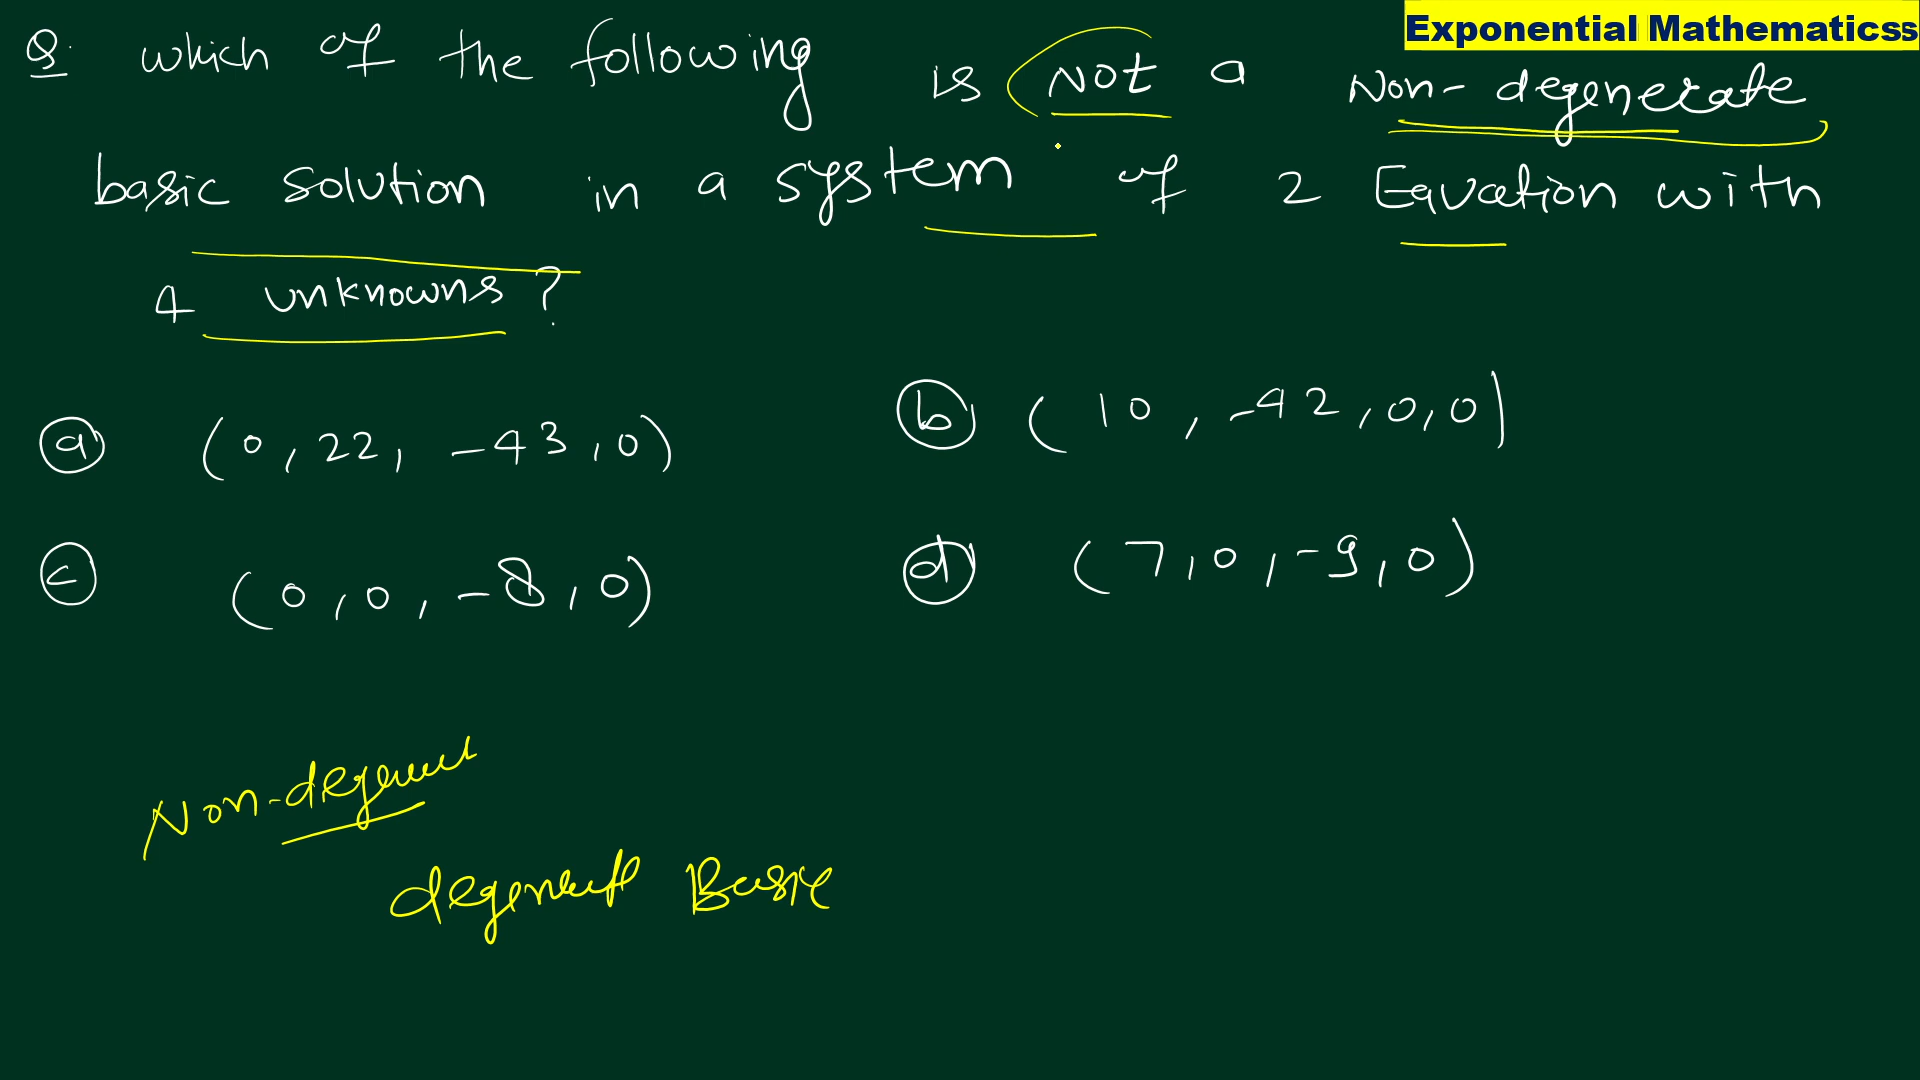 Exponential Mathematicss
Q. which of the following is NOT a Non-degenerate
basic solution in a system of 2 Equation with
4 unknowns?
(a) (0, 22, -43, 0)
(b) (10, -42, 0, 0)
(c) (0, 0, -8, 0)
(d) (7, 0, -9, 0)
Non-
Basic